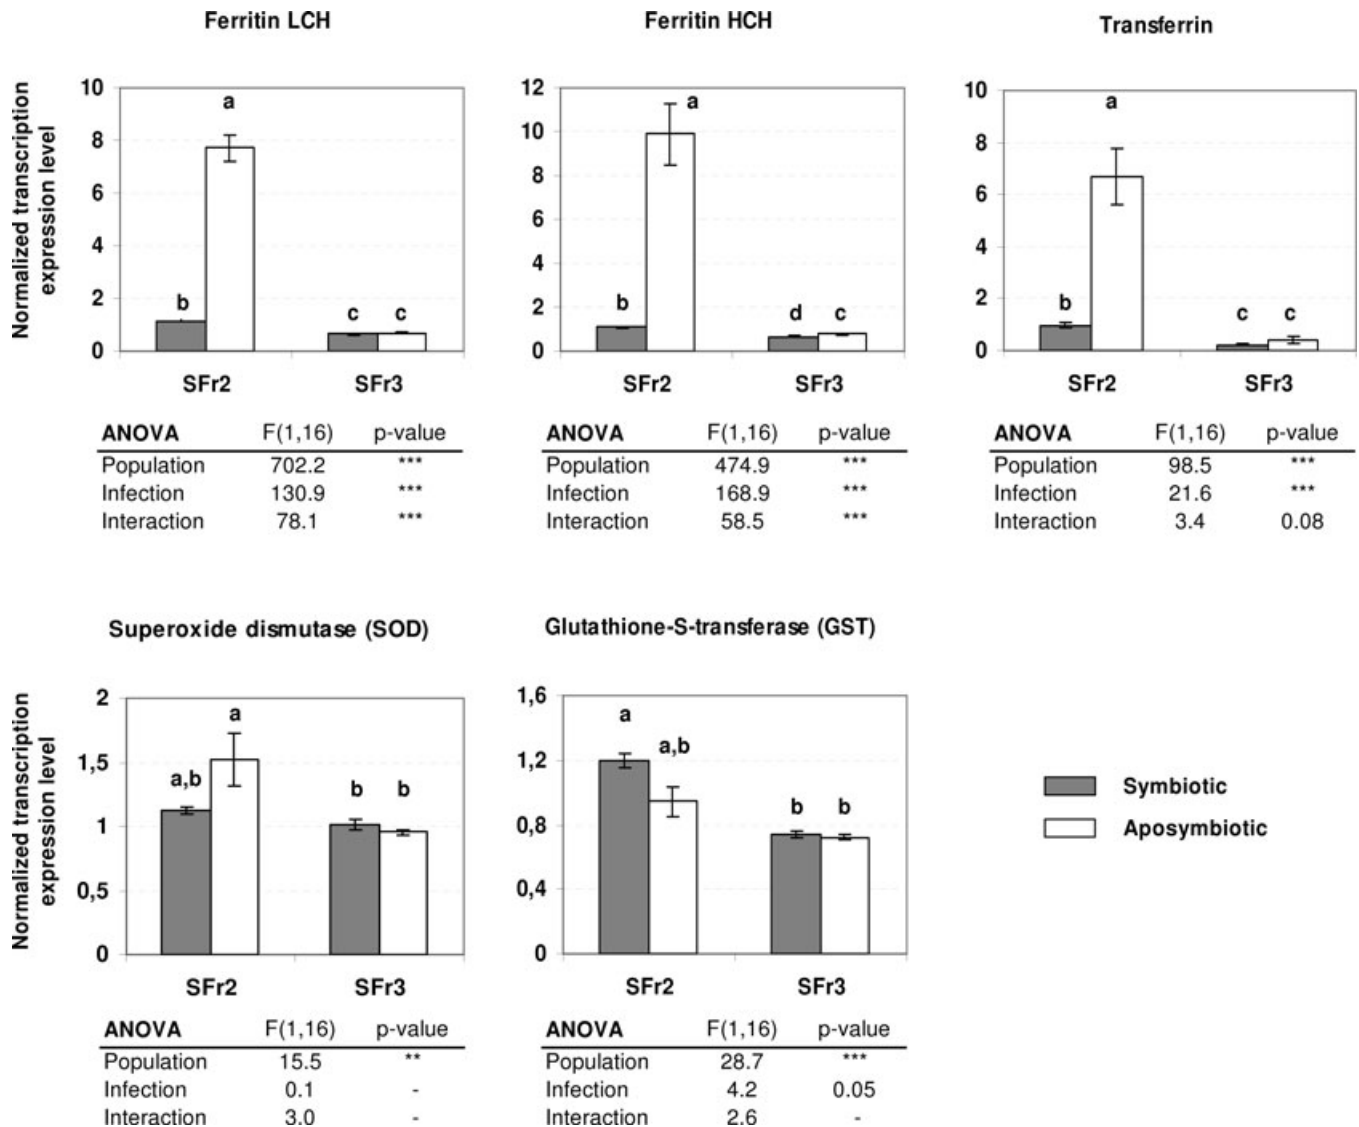 Ferritin LCH
Normalized transcription
expression level
10
8
6
4
2
0
a
b
c c
SFr2 SFr3
ANOVA F(1,16) p-value
Population 702.2 ***
Infection 130.9 ***
Interaction 78.1 ***
Ferritin HCH
12
10
8
6
4
2
0
a
b
d c
SFr2 SFr3
ANOVA F(1,16) p-value
Population 474.9 ***
Infection 168.9 ***
Interaction 58.5 ***
Transferrin
10
8
6
4
2
0
a
b
c c
SFr2 SFr3
ANOVA F(1,16) p-value
Population 98.5 ***
Infection 21.6 ***
Interaction 3.4 0.08
Superoxide dismutase (SOD)
Normalized transcription
expression level
2
1,5
1
0,5
0
a
a,b
b b
SFr2 SFr3
ANOVA F(1,16) p-value
Population 15.5 **
Infection 0.1 -
Interaction 3.0 -
Glutathione-S-transferase (GST)
1,6
1,2
0,8
0,4
0
a
a,b
b b
SFr2 SFr3
ANOVA F(1,16) p-value
Population 28.7 ***
Infection 4.2 0.05
Interaction 2.6 -
Symbiotic
Aposymbiotic